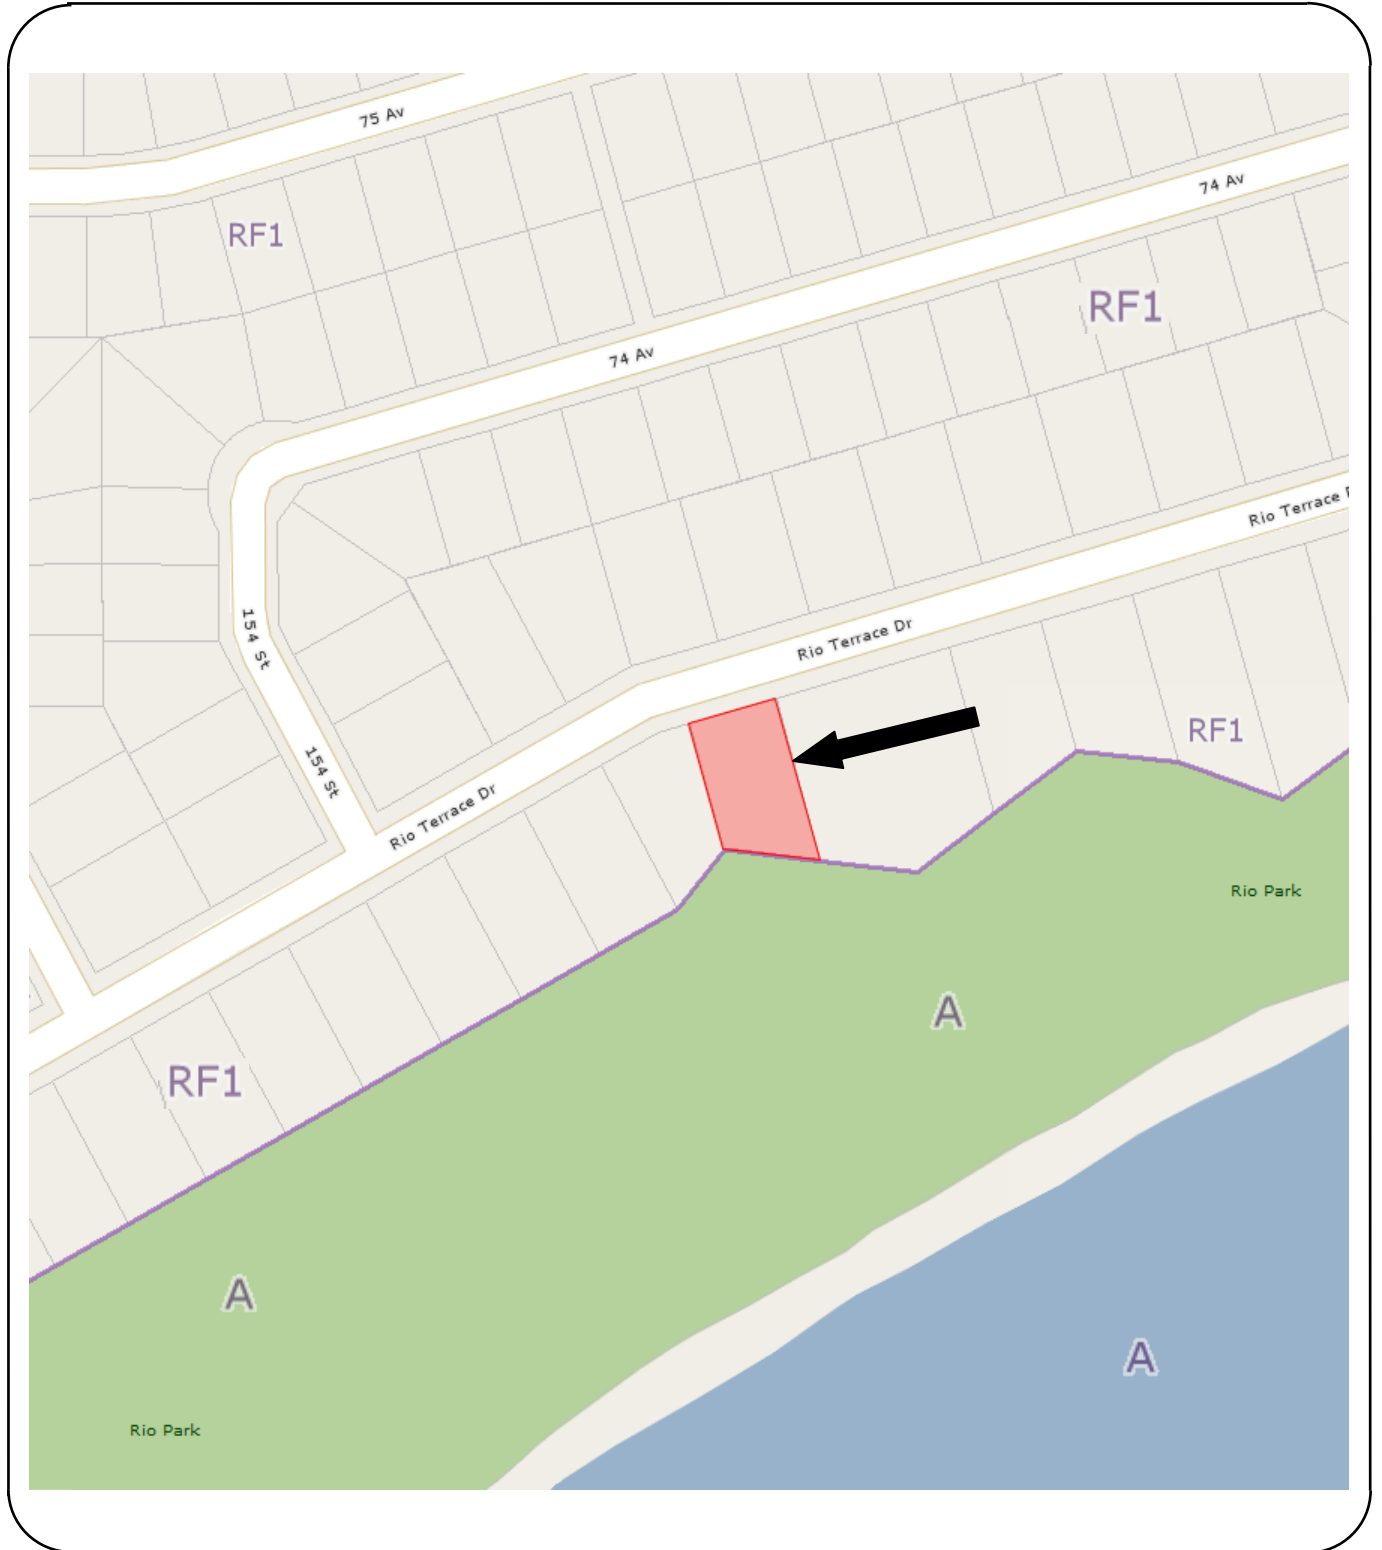 75 Av
74 Av
RF1
RF1
74 Av
Rio Terrace
154 St
Rio Terrace Dr
RF1
154 St
Rio Terrace Dr
Rio Park
A
RF1
A
A
Rio Park